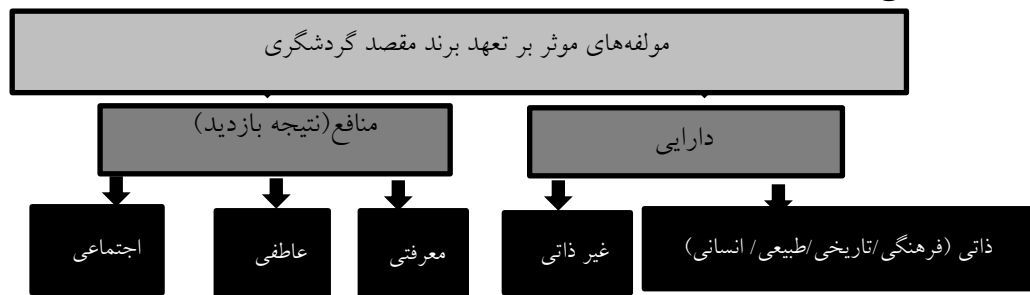 مولفه‌های موثر بر تعهد برند مقصد گردشگری
دارایی
منافع(نتیجه بازدید)
ذاتی (فرهنگی/تاریخی/طبیعی/ انسانی)
غیر ذاتی
معرفتی
عاطفی
اجتماعی